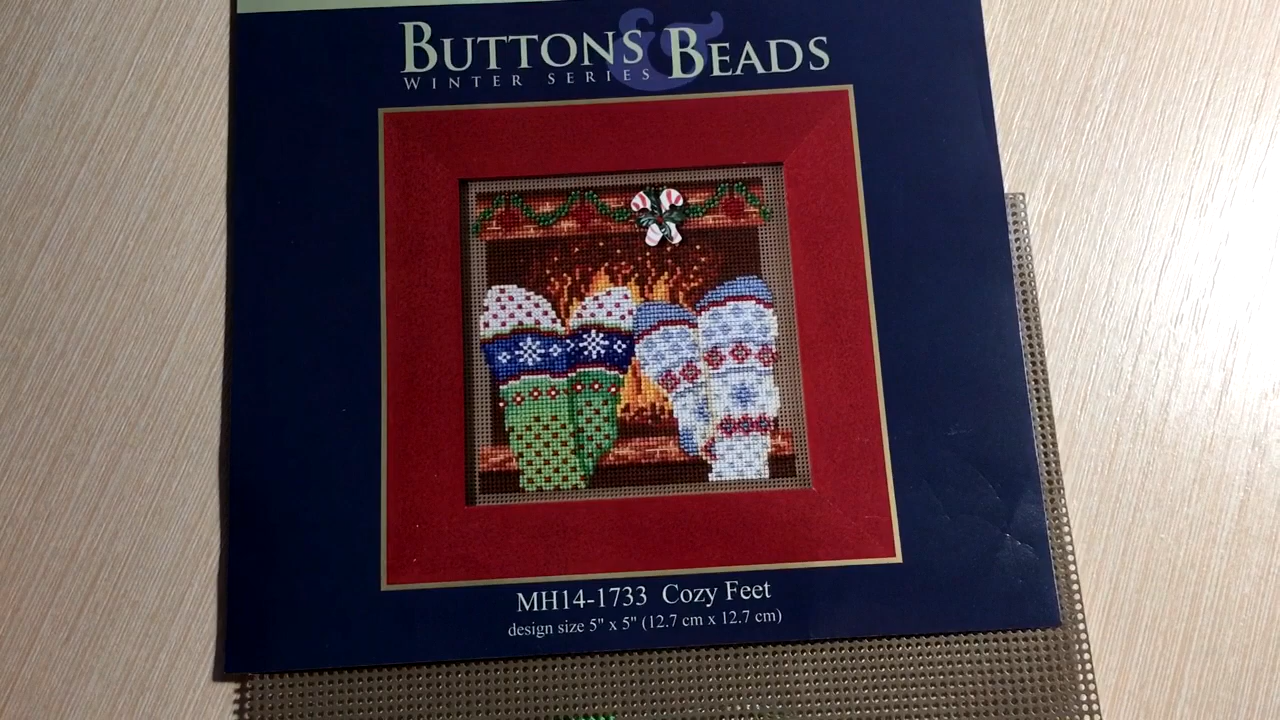 BUTTONS & BEADS
WINTER SERIES
MH14-1733 Cozy Feet
design size 5" x 5" (12.7 cm x 12.7 cm)